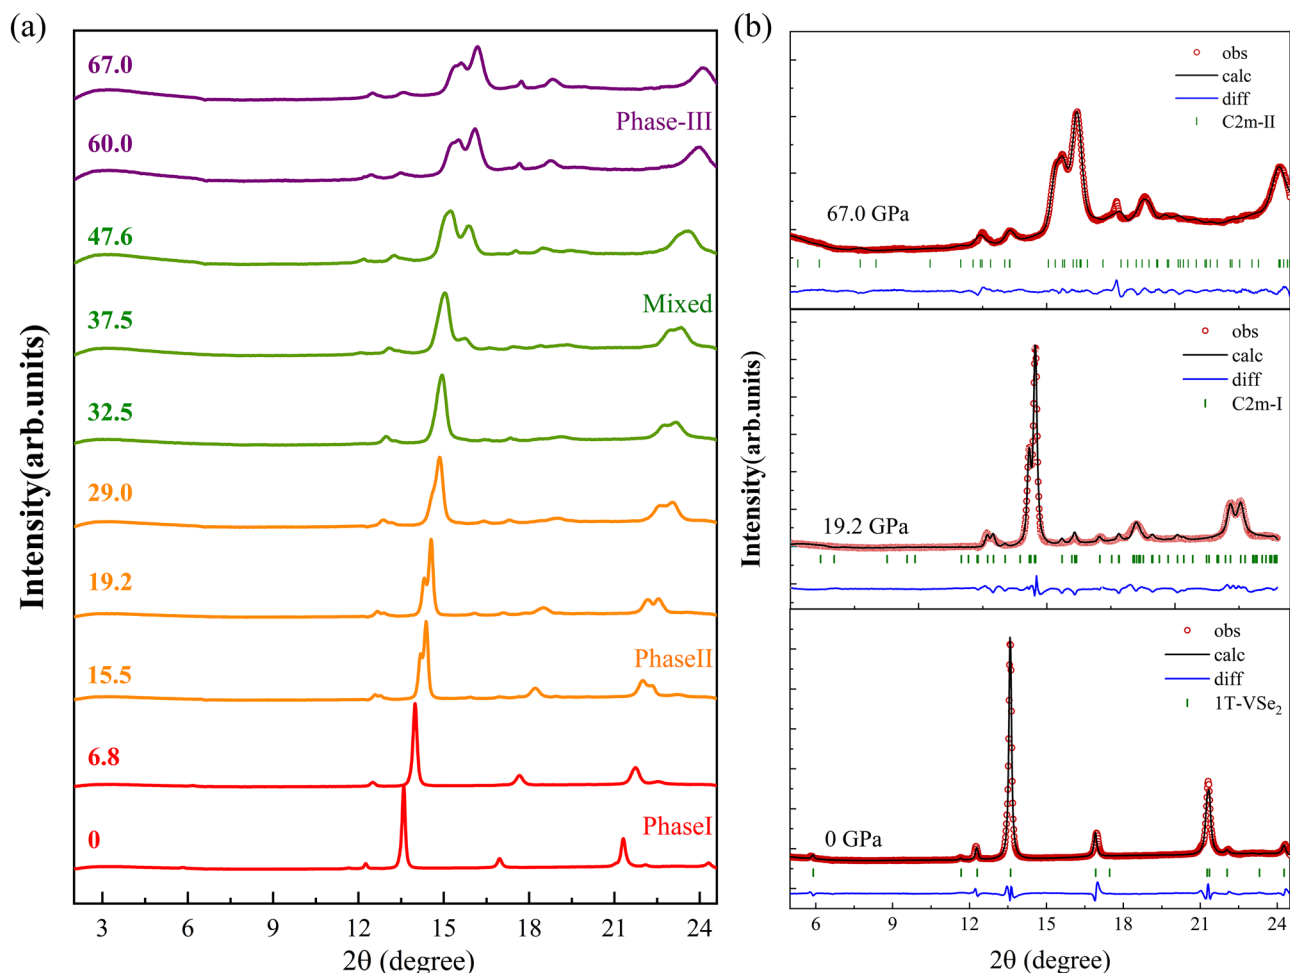 (a)
Intensity(arb.units)
67.0
Phase-III
60.0
47.6
Mixed
37.5
32.5
29.0
19.2
PhaseII
15.5
6.8
PhaseI
0
3 6 9 12 15 18 21 24
2θ (degree)
(b)
Intensity(arb.units)
obs
calc
diff
C2m-II
67.0 GPa
obs
calc
diff
C2m-I
19.2 GPa
obs
calc
diff
1T-VSe₂
0 GPa
6 9 12 15 18 21 24
2θ (degree)